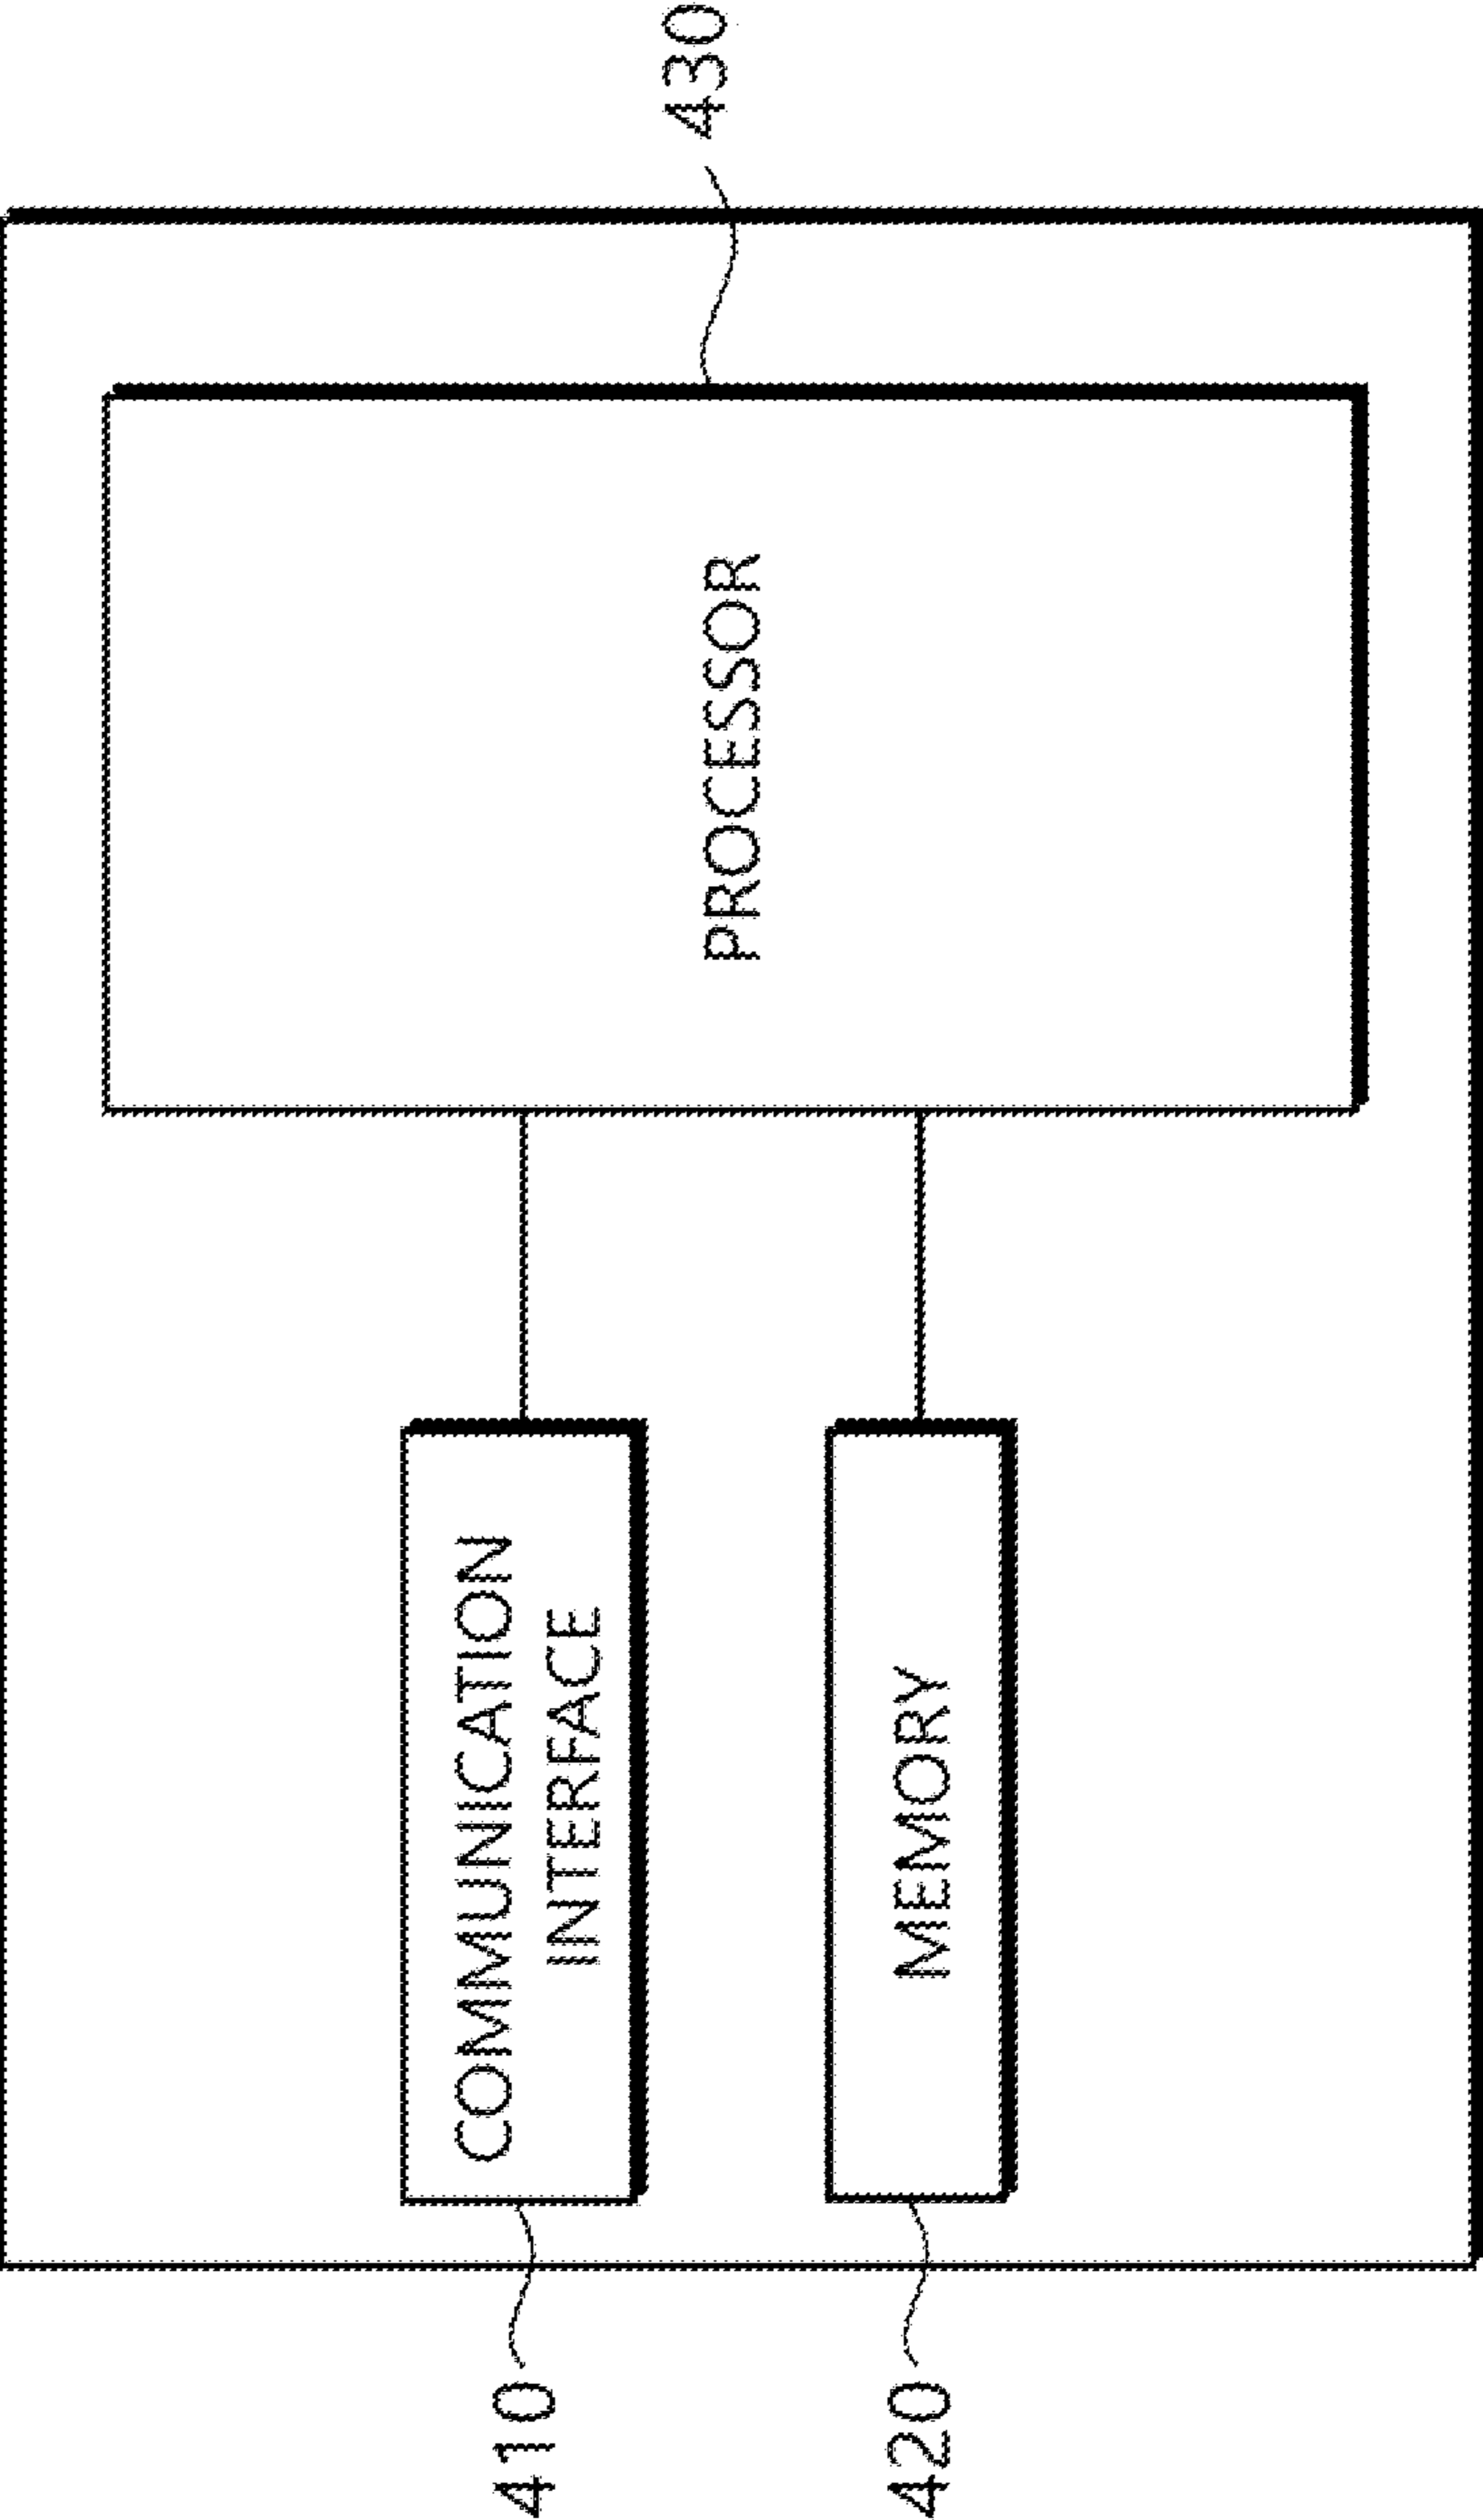 410
COMMUNICATION
INTERFACE
PROCESSOR
430
420
MEMORY